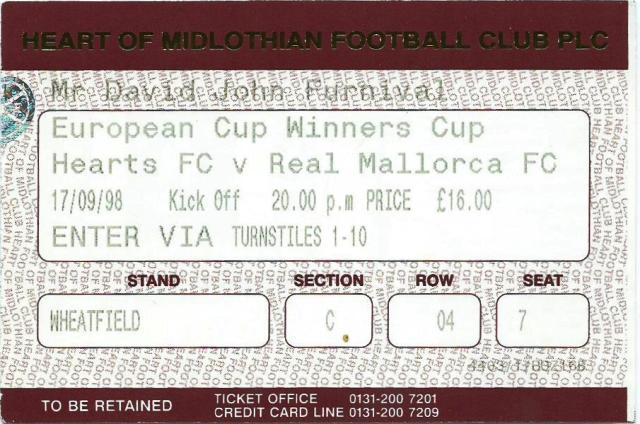 HEART OF MIDLOTHIAN FOOTBALL CLUB PLC
Mr David John Furnival
European Cup Winners Cup
Hearts FC v Real Mallorca FC
17/09/98 Kick Off 20.00 p.m PRICE £16.00
ENTER VIA TURNSTILES 1-10
STAND SECTION ROW SEAT
WHEATFIELD C 04 7
TO BE RETAINED
TICKET OFFICE 0131-200 7201
CREDIT CARD LINE 0131-200 7209